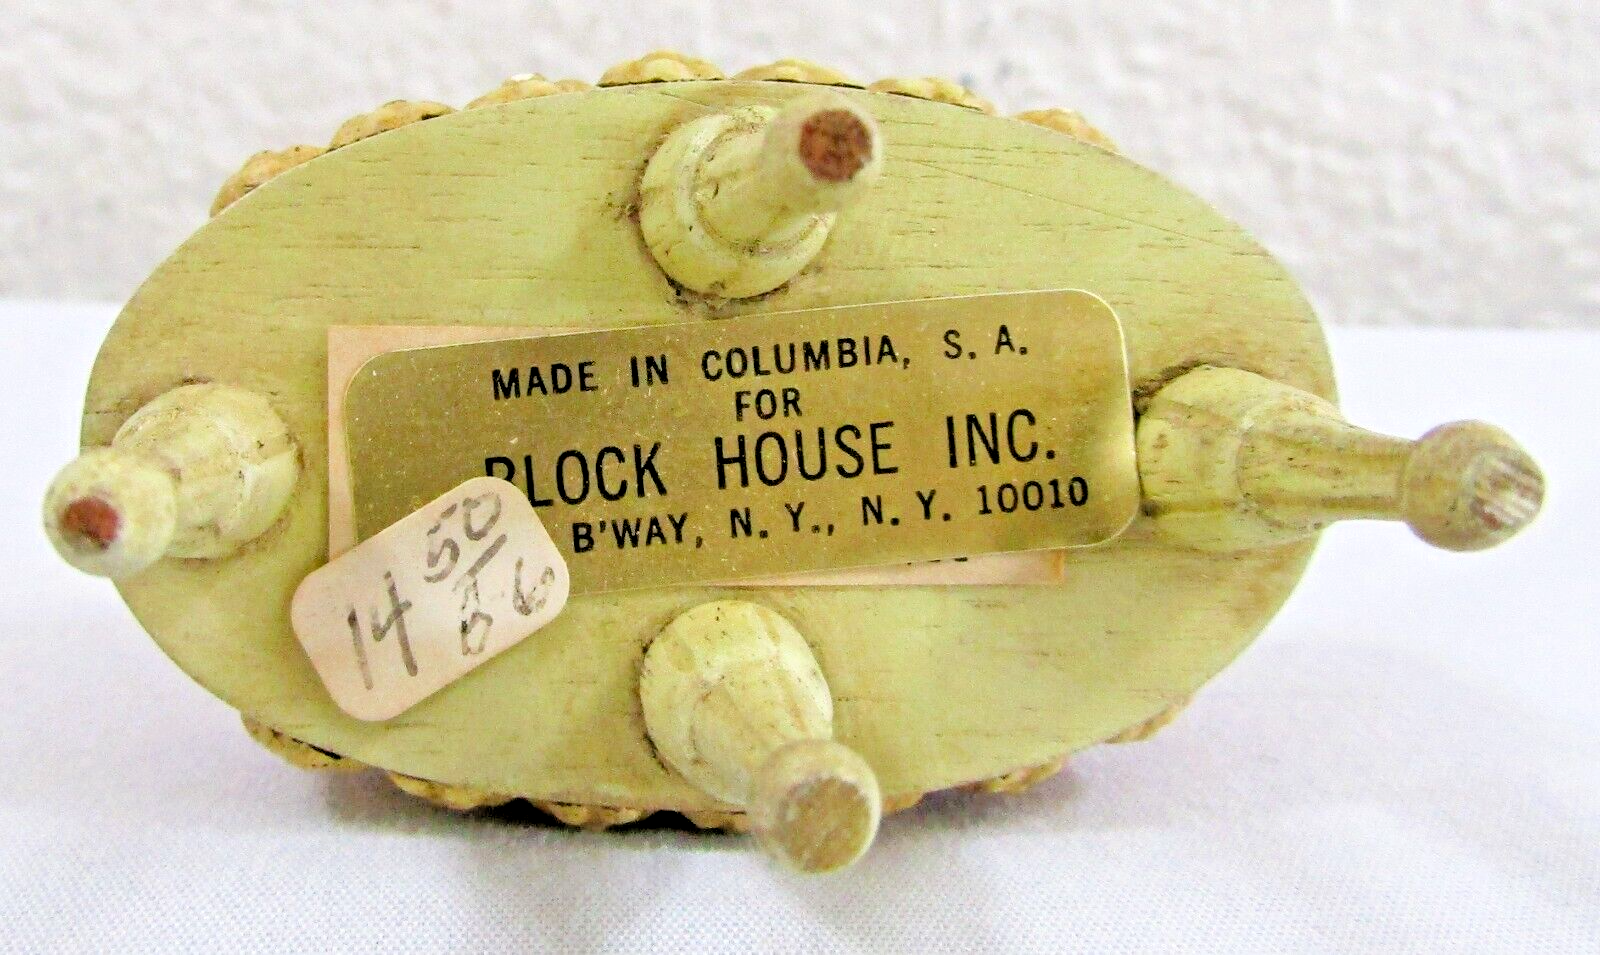 MADE IN COLUMBIA, S. A.
FOR
BLOCK HOUSE INC.
B'WAY, N. Y., N. Y. 10010
14 50